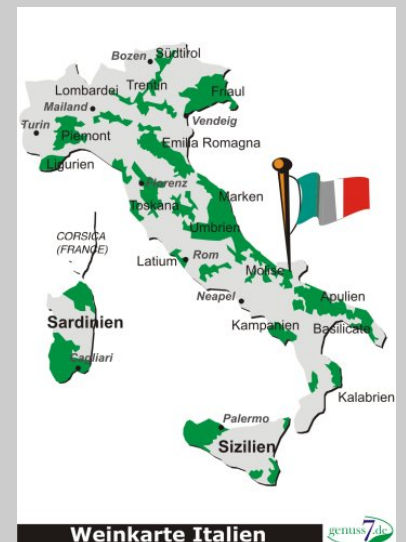 Bozen
Südtirol
Lombardei
Trentin
Friaul
Mailand
Vendeig
Turin
Piemont
Emilia Romagna
Ligurien
Florenz
Toskana
Marken
Umbrien
CORSICA
(FRANCE)
Latium
Rom
Molise
Neapel
Apulien
Sardinien
Kampanien
Basilicate
Cagliari
Kalabrien
Palermo
Sizilien
Weinkarte Italien
genuss7.de